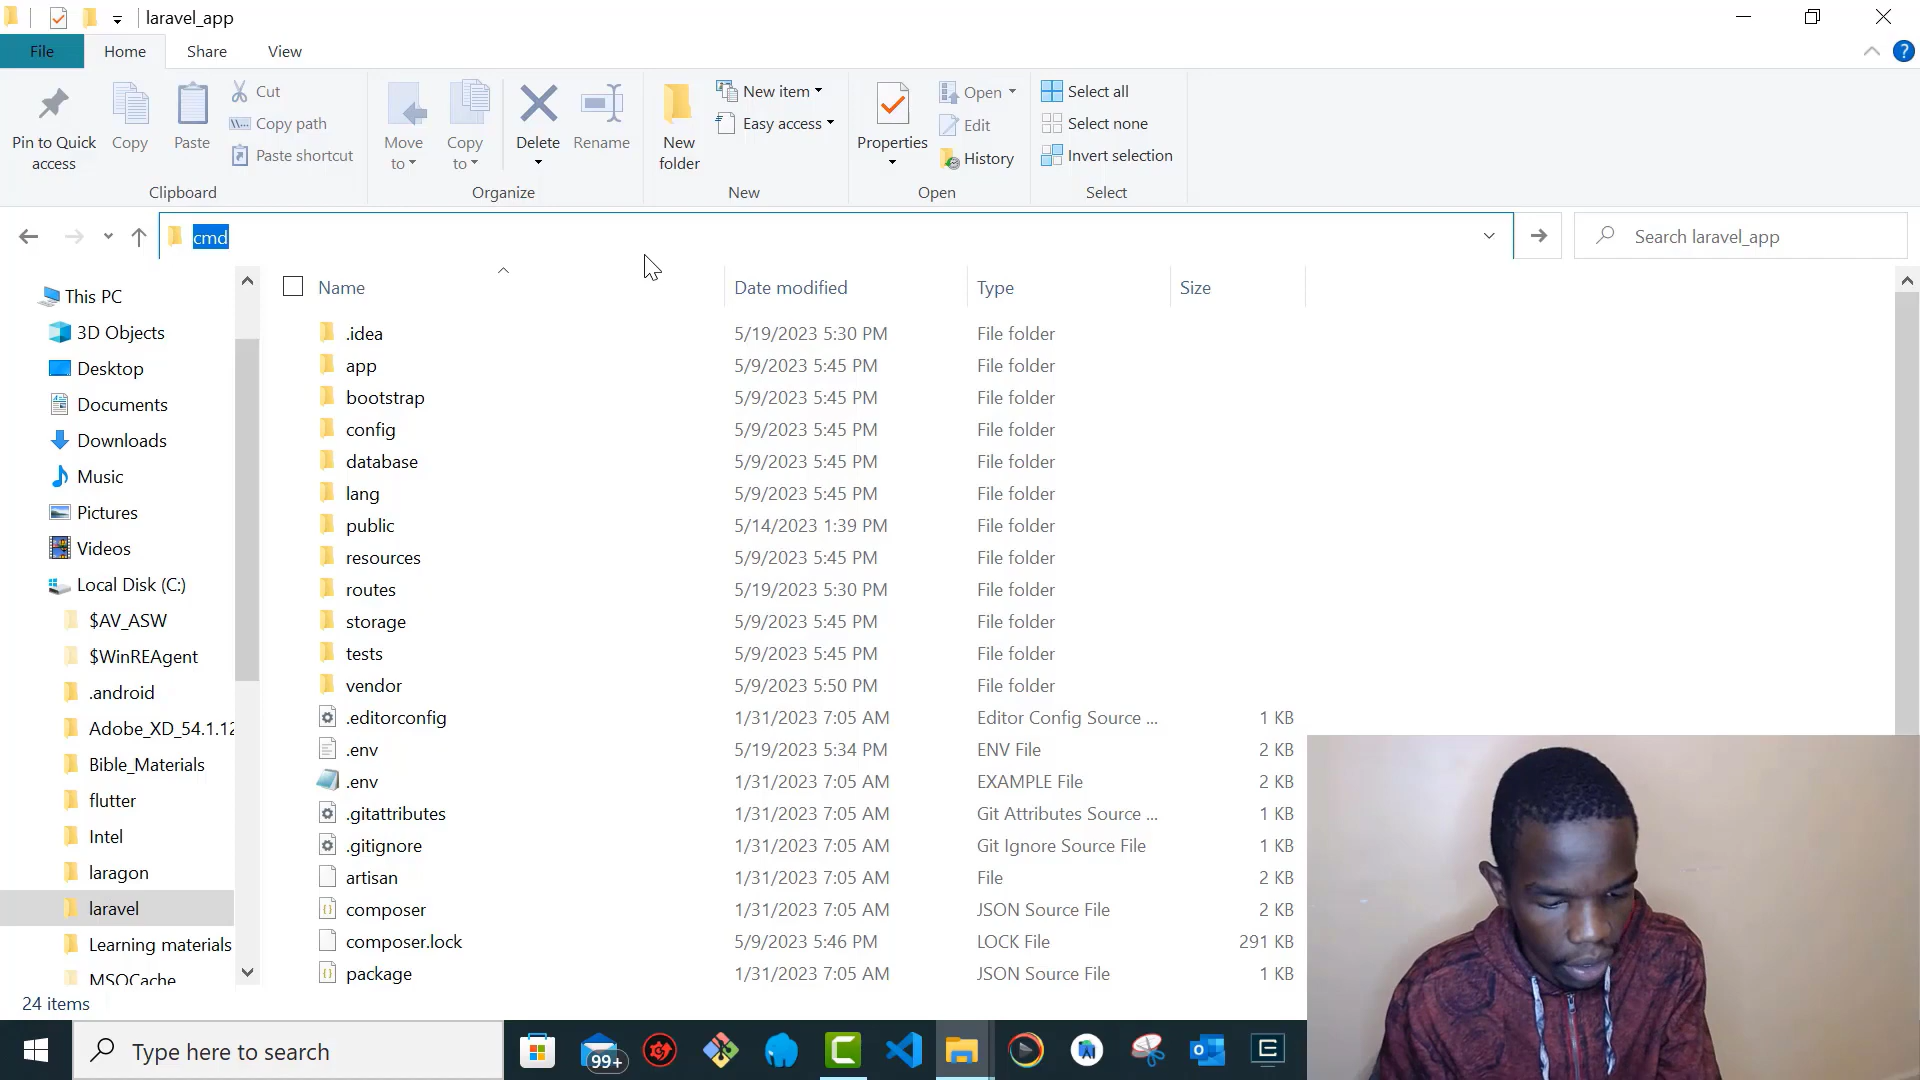 laravel_app
File Home Share View
Pin to Quick access
Copy
Paste
Cut
Copy path
Paste shortcut
Clipboard
Move to
Copy to
Delete
Rename
Organize
New folder
New item
Easy access
New
Properties
Open
Edit
History
Open
Select all
Select none
Invert selection
Select
cmd
Search laravel_app
This PC
3D Objects
Desktop
Documents
Downloads
Music
Pictures
Videos
Local Disk (C:)
$AV_ASW
$WinREAgent
.android
Adobe_XD_54.1.12
Bible_Materials
flutter
Intel
laragon
laravel
Learning materials
MSOCache
Name Date modified Type Size
.idea 5/19/2023 5:30 PM File folder
app 5/9/2023 5:45 PM File folder
bootstrap 5/9/2023 5:45 PM File folder
config 5/9/2023 5:45 PM File folder
database 5/9/2023 5:45 PM File folder
lang 5/9/2023 5:45 PM File folder
public 5/14/2023 1:39 PM File folder
resources 5/9/2023 5:45 PM File folder
routes 5/19/2023 5:30 PM File folder
storage 5/9/2023 5:45 PM File folder
tests 5/9/2023 5:45 PM File folder
vendor 5/9/2023 5:50 PM File folder
.editorconfig 1/31/2023 7:05 AM Editor Config Source ... 1 KB
.env 5/19/2023 5:34 PM ENV File 2 KB
.env 1/31/2023 7:05 AM EXAMPLE File 2 KB
.gitattributes 1/31/2023 7:05 AM Git Attributes Source ... 1 KB
.gitignore 1/31/2023 7:05 AM Git Ignore Source File 1 KB
artisan 1/31/2023 7:05 AM File 2 KB
composer 1/31/2023 7:05 AM JSON Source File 2 KB
composer.lock 5/9/2023 5:46 PM LOCK File 291 KB
package 1/31/2023 7:05 AM JSON Source File 1 KB
24 items
Type here to search
99+